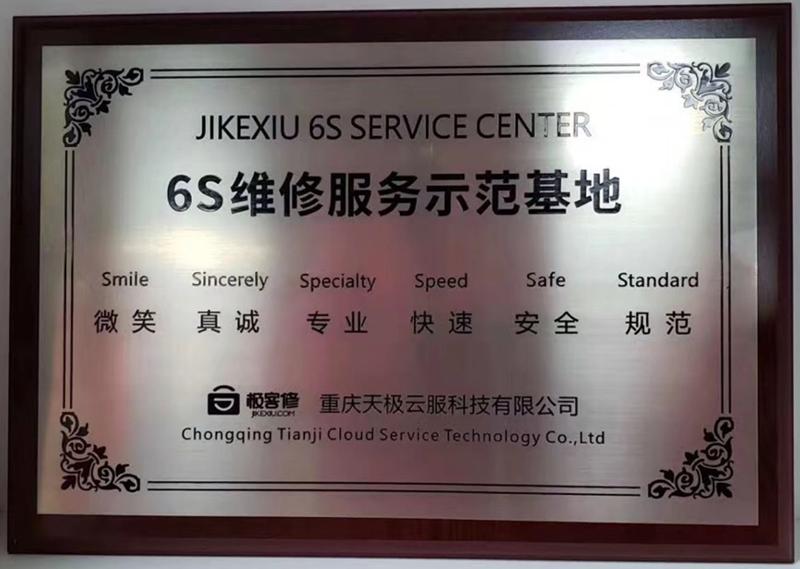 JIKEXIU 6S SERVICE CENTER
6S维修服务示范基地
Smile Sincerely Specialty Speed Safe Standard
微笑 真诚 专业 快速 安全 规范
极客修 重庆天极云服科技有限公司
JIKEXIU.COM
Chongqing Tianji Cloud Service Technology Co.,Ltd